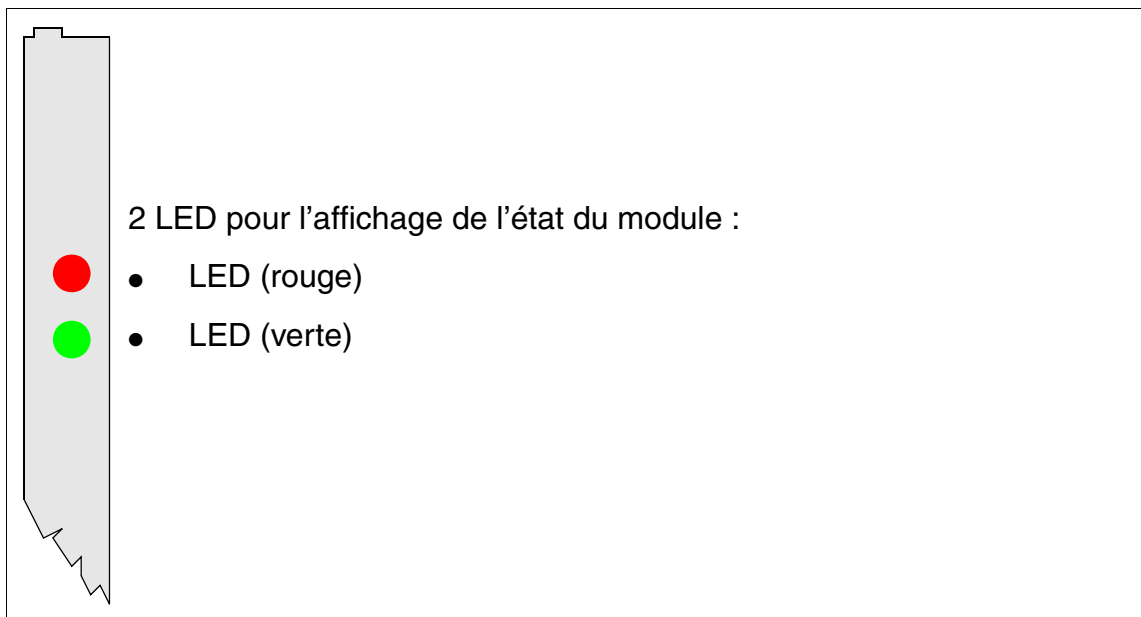 2 LED pour l'affichage de l'état du module :
● LED (rouge)
● LED (verte)